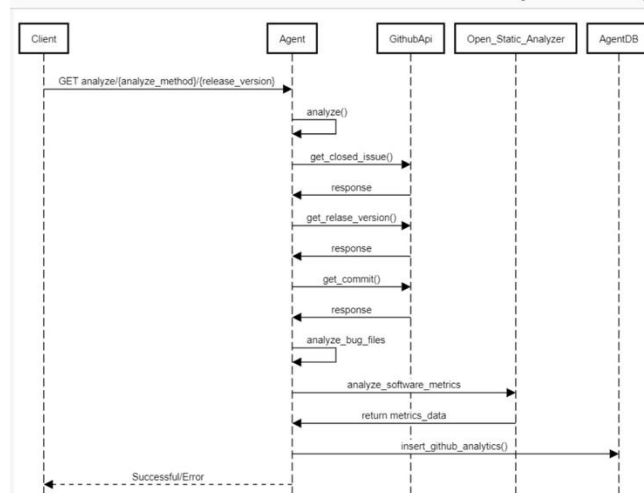 Client
Agent
GithubApi
Open_Static_Analyzer
AgentDB
GET analyze/{analyze_method}/{release_version}
analyze()
get_closed_issue()
response
get_relase_version()
response
get_commit()
response
analyze_bug_files
analyze_software_metrics
return metrics_data
insert_github_analytics()
Successful/Error